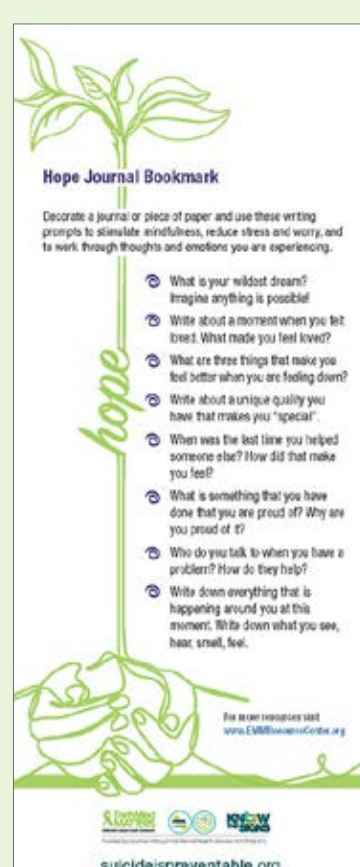 Hope Journal Bookmark
Decorate a journal or piece of paper and use these writing
prompts to stimulate mindfulness, reduce stress and worry, and
to work through thoughts and emotions you are experiencing.
What is your wildest dream?
Imagine anything is possible!
Write about a moment when you felt
loved. What made you feel loved?
What are three things that make you
feel better when you are feeling down?
hope
Write about a unique quality you
have that makes you "special".
When was the last time you helped
someone else? How did that make
you feel?
What is something that you have
done that you are proud of? Why are
you proud of it?
Who do you talk to when you have a
problem? How do they help?
Write down everything that is
happening around you at this
moment. Write down what you see,
hear, smell, feel.
For more resources visit
www.EMMResourceCenter.org
KNOW
THE SIGNS
suicideispreventable.org